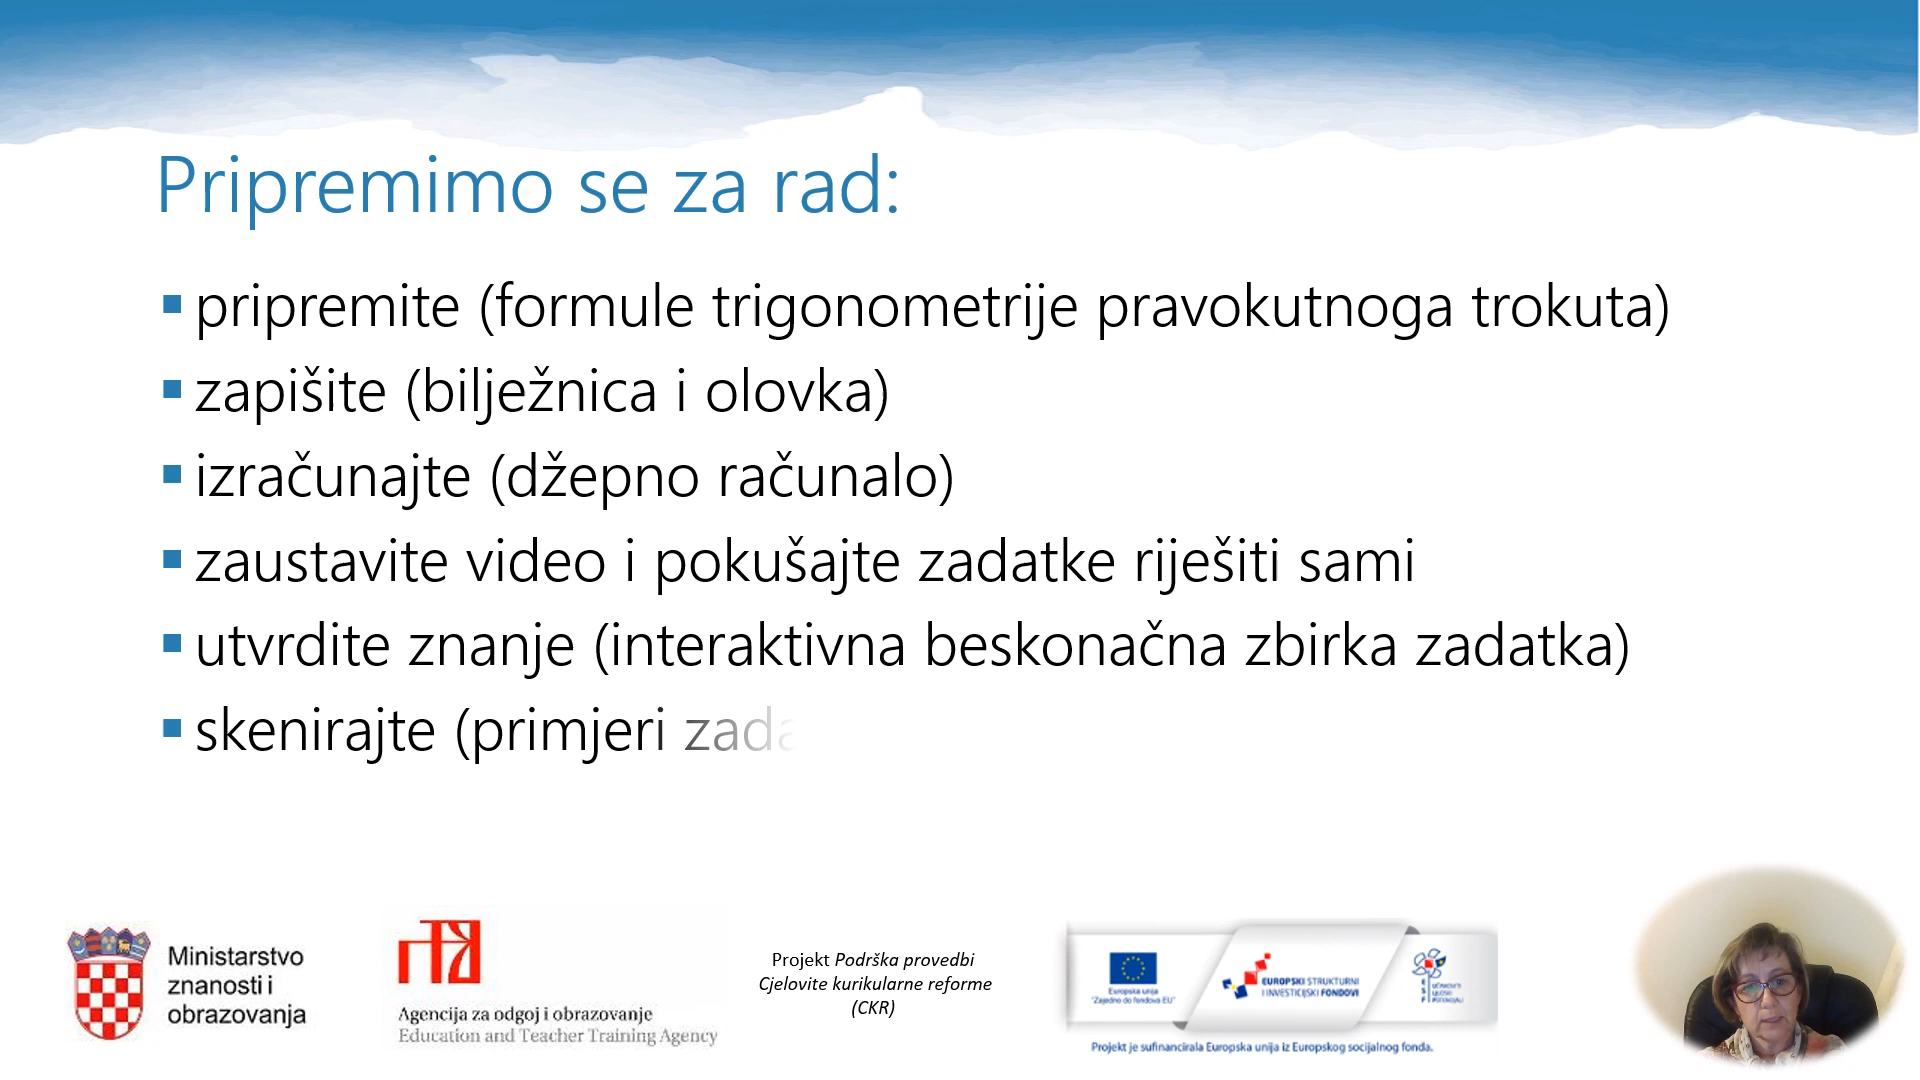 Pripremimo se za rad:
pripremite (formule trigonometrije pravokutnoga trokuta)
zapišite (bilježnica i olovka)
izračunajte (džepno računalo)
zaustavite video i pokušajte zadatke riješiti sami
utvrdite znanje (interaktivna beskonačna zbirka zadatka)
skenirajte (primjeri
Ministarstvo
znanosti i
obrazovanja
Agencija za odgoj i obrazovanje
Education and Teacher Training Agency
Projekt Podrška provedbi
Cjelovite kurikularne reforme
(CKR)
Europska unija
"Zajedno do fondova EU"
EUROPSKI STRUKTURNI
I INVESTICIJSKI FONDOVI
Projekt je sufinancirala Europska unija iz Europskog socijalnog fonda.